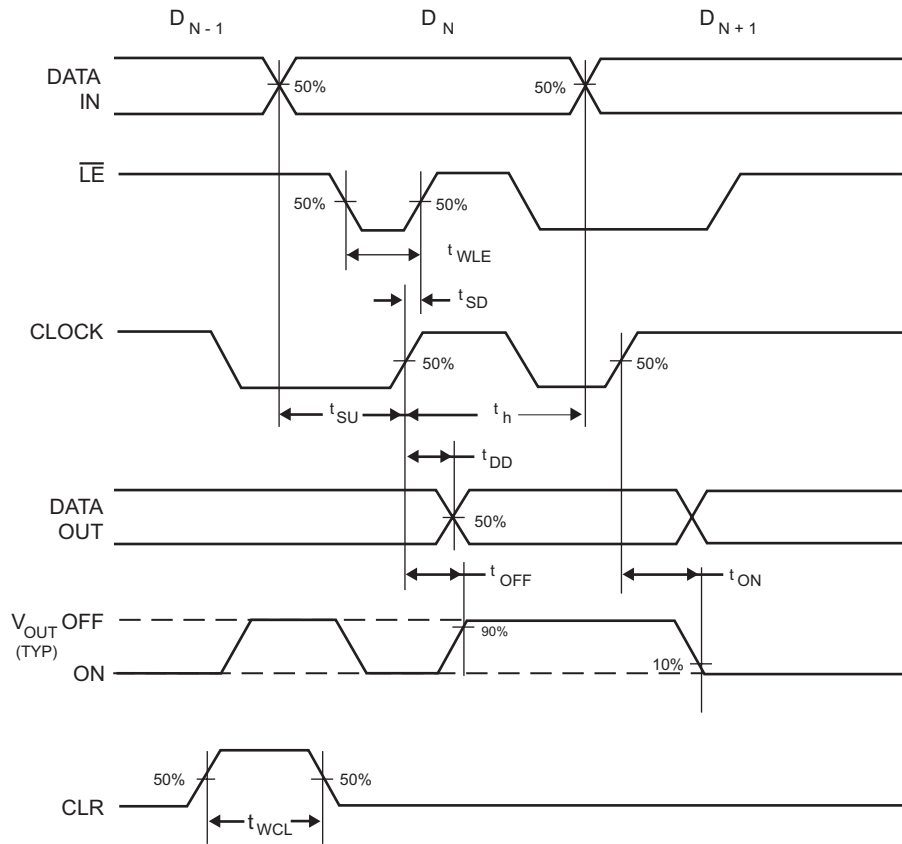 D N - 1 D N D N + 1
DATA IN
50% 50%
LE
50% 50%
t WLE
t SD
CLOCK
50% 50%
t SU t h
t DD
DATA OUT
50%
t OFF t ON
V OUT OFF
(TYP)
90%
10%
ON
50% 50%
CLR
t WCL